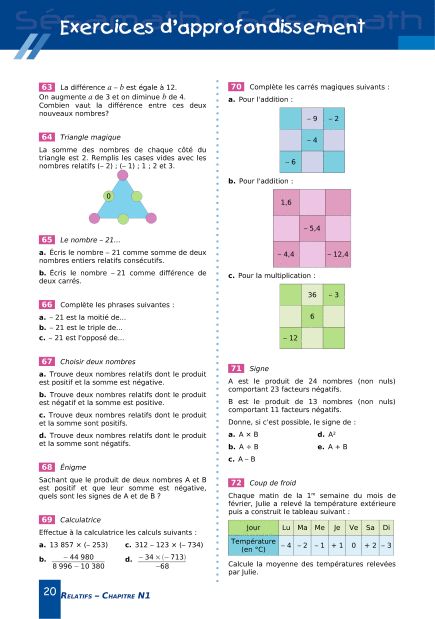 Exercices d'approfondissement
63 La différence a – b est égale à 12.
On augmente a de 3 et on diminue b de 4.
Combien vaut la différence entre ces deux
nouveaux nombres?
64 Triangle magique
La somme des nombres de chaque côté du
triangle est 2. Remplis les cases vides avec les
nombres relatifs (– 2) ; (– 1) ; 1 ; 2 et 3.
0
65 Le nombre – 21...
a. Écris le nombre – 21 comme somme de deux
nombres entiers relatifs consécutifs.
b. Écris le nombre – 21 comme différence de
deux carrés.
66 Complète les phrases suivantes :
a. – 21 est la moitié de...
b. – 21 est le triple de...
c. – 21 est l'opposé de...
67 Choisir deux nombres
a. Trouve deux nombres relatifs dont le produit
est positif et la somme est négative.
b. Trouve deux nombres relatifs dont le produit
est négatif et la somme est positive.
c. Trouve deux nombres relatifs dont le produit
et la somme sont positifs.
d. Trouve deux nombres relatifs dont le produit
et la somme sont négatifs.
68 Énigme
Sachant que le produit de deux nombres A et B
est positif et que leur somme est négative,
quels sont les signes de A et de B ?
69 Calculatrice
Effectue à la calculatrice les calculs suivants :
a. 13 857 × (– 253) c. 312 – 123 × (– 734)
b. – 44 980 / 8 996 – 10 380 d. – 34 × (– 713) / –68
70 Complète les carrés magiques suivants :
a. Pour l'addition :
– 9 – 2
– 4
– 6
b. Pour l'addition :
1,6
– 5,4
– 4,4 – 12,4
c. Pour la multiplication :
36 – 3
6
– 12
71 Signe
A est le produit de 24 nombres (non nuls)
comportant 23 facteurs négatifs.
B est le produit de 13 nombres (non nuls)
comportant 11 facteurs négatifs.
Donne, si c'est possible, le signe de :
a. A × B d. A²
b. A ÷ B e. A + B
c. A – B
72 Coup de froid
Chaque matin de la 1re semaine du mois de
février, Julie a relevé la température extérieure
puis a construit le tableau suivant :
Jour Lu Ma Me Je Ve Sa Di
Température
(en °C) – 4 – 2 – 1 + 1 0 + 2 – 3
Calcule la moyenne des températures relevées
par Julie.
20 RELATIFS – CHAPITRE N1